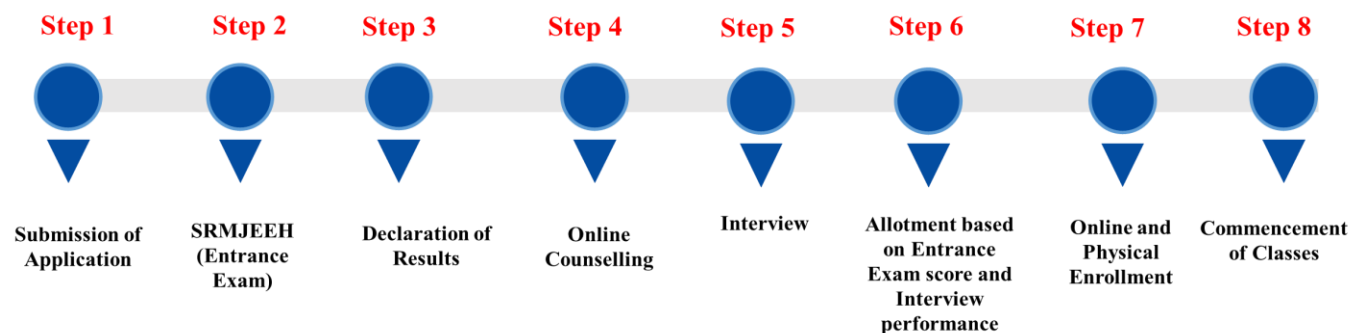 Step 1
Step 2
Step 3
Step 4
Step 5
Step 6
Step 7
Step 8
Submission of
Application
SRMJEEH
(Entrance
Exam)
Declaration of
Results
Online
Counselling
Interview
Allotment based
on Entrance
Exam score and
Interview
performance
Online and
Physical
Enrollment
Commencement
of Classes